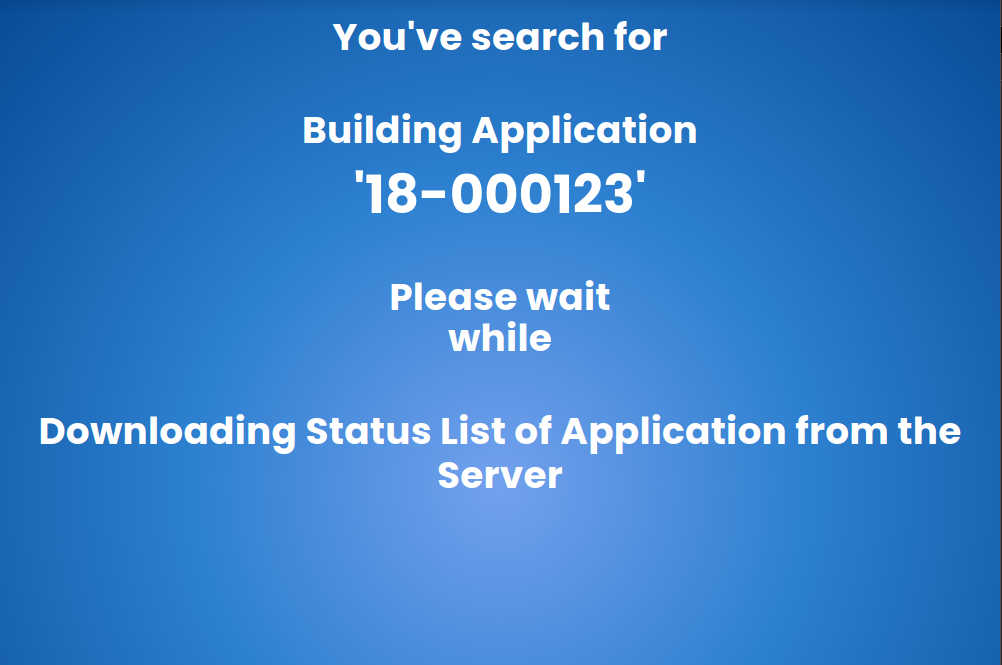 You've search for
Building Application
'18-000123'
Please wait
while
Downloading Status List of Application from the
Server